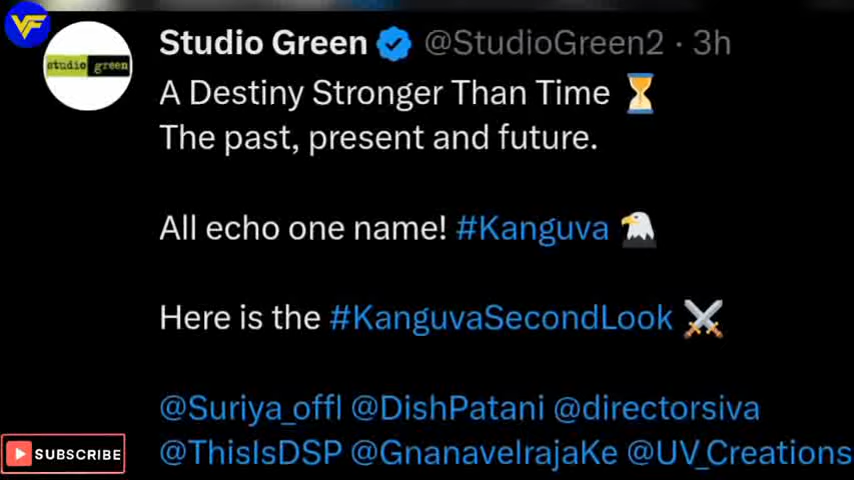 VF
studio green
Studio Green @StudioGreen2 · 3h
A Destiny Stronger Than Time ⏳
The past, present and future.
All echo one name! #Kanguva 🦅
Here is the #KanguvaSecondLook ⚔️
@Suriya_offl @DishPatani @directorsiva
@ThisIsDSP @GnanavelrajaKe @UV_Creations
SUBSCRIBE